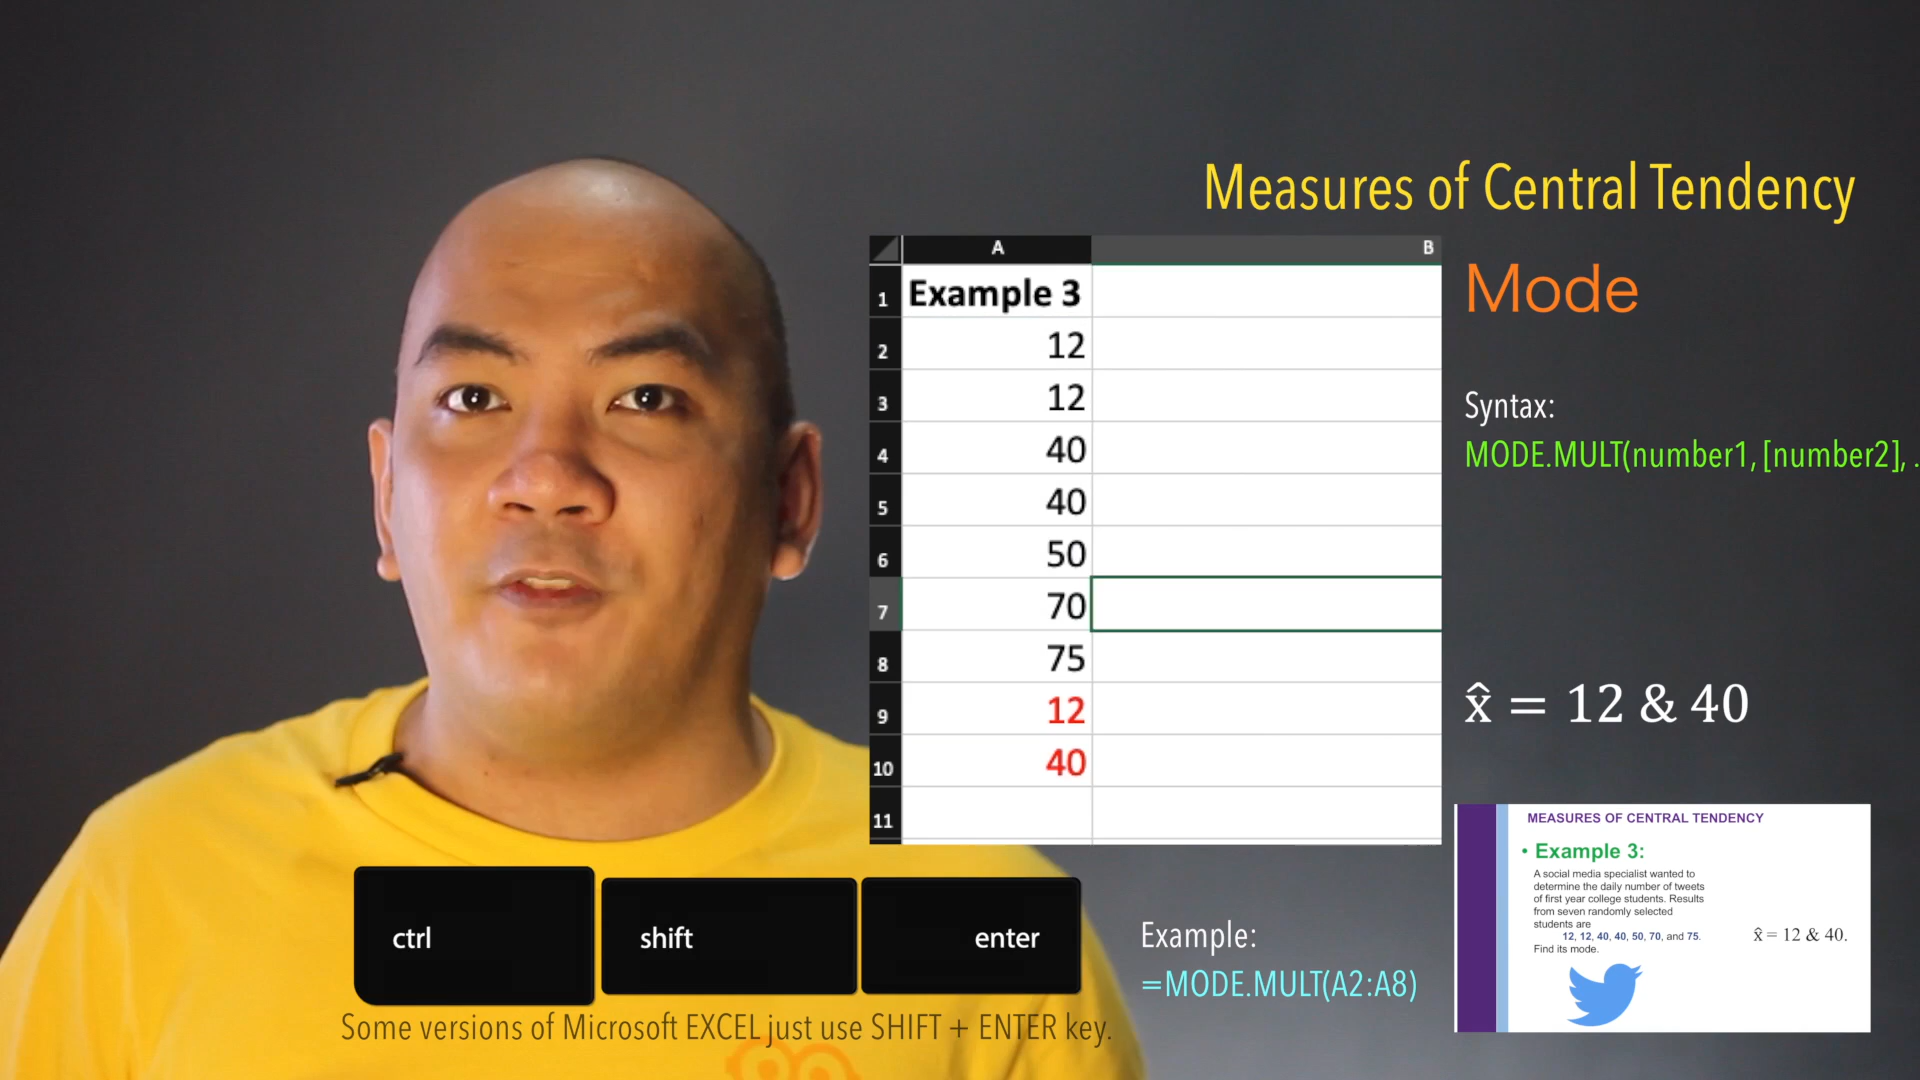 Measures of Central Tendency
Mode
A B
1 Example 3
2 12
3 12
4 40
5 40
6 50
7 70
8 75
9 12
10 40
11
Syntax:
MODE.MULT(number1, [number2], .
x̂ = 12 & 40
MEASURES OF CENTRAL TENDENCY
• Example 3:
A social media specialist wanted to
determine the daily number of tweets
of first year college students. Results
from seven randomly selected
students are
12, 12, 40, 40, 50, 70, and 75.
Find its mode.
x̂ = 12 & 40.
ctrl shift enter
Some versions of Microsoft EXCEL just use SHIFT + ENTER key.
Example:
=MODE.MULT(A2:A8)